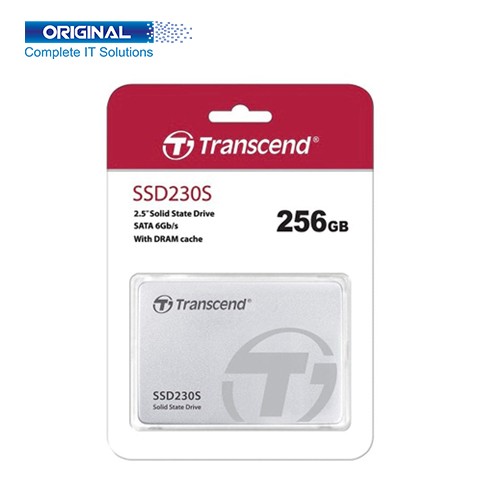 ORIGINAL
Complete IT Solutions
Transcend®
SSD230S
2.5" Solid State Drive
SATA 6Gb/s
With DRAM cache
256GB
Transcend®
SSD230S
Solid State Drive